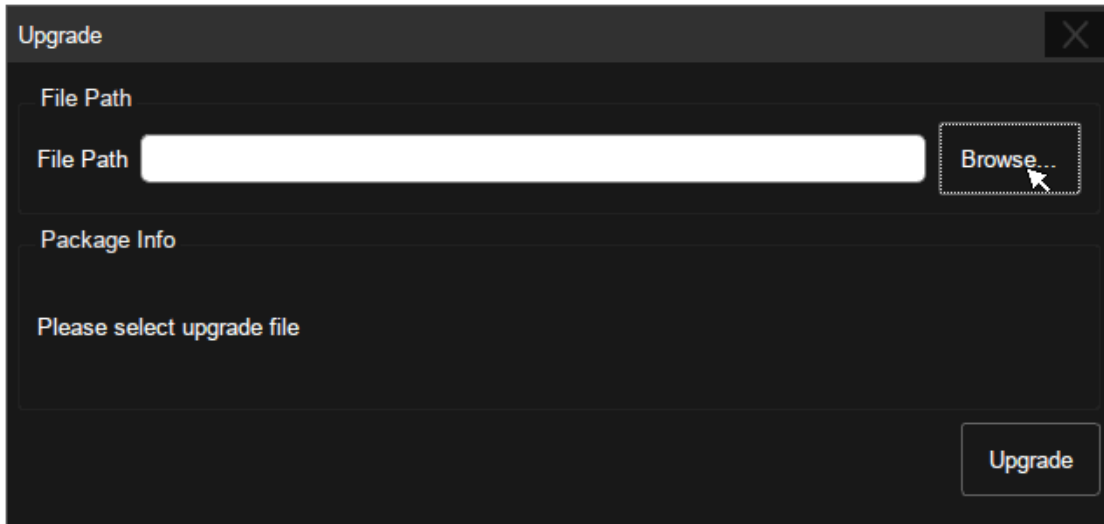 Upgrade
File Path
File Path Browse...
Package Info
Please select upgrade file
Upgrade